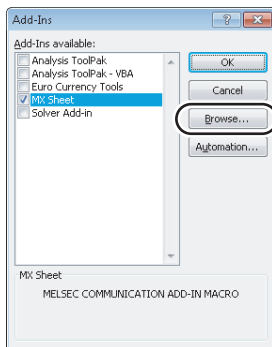 Add-Ins
Add-Ins available:
Analysis ToolPak
Analysis ToolPak - VBA
Euro Currency Tools
MX Sheet
Solver Add-in
OK
Cancel
Browse...
Automation...
MX Sheet
MELSEC COMMUNICATION ADD-IN MACRO